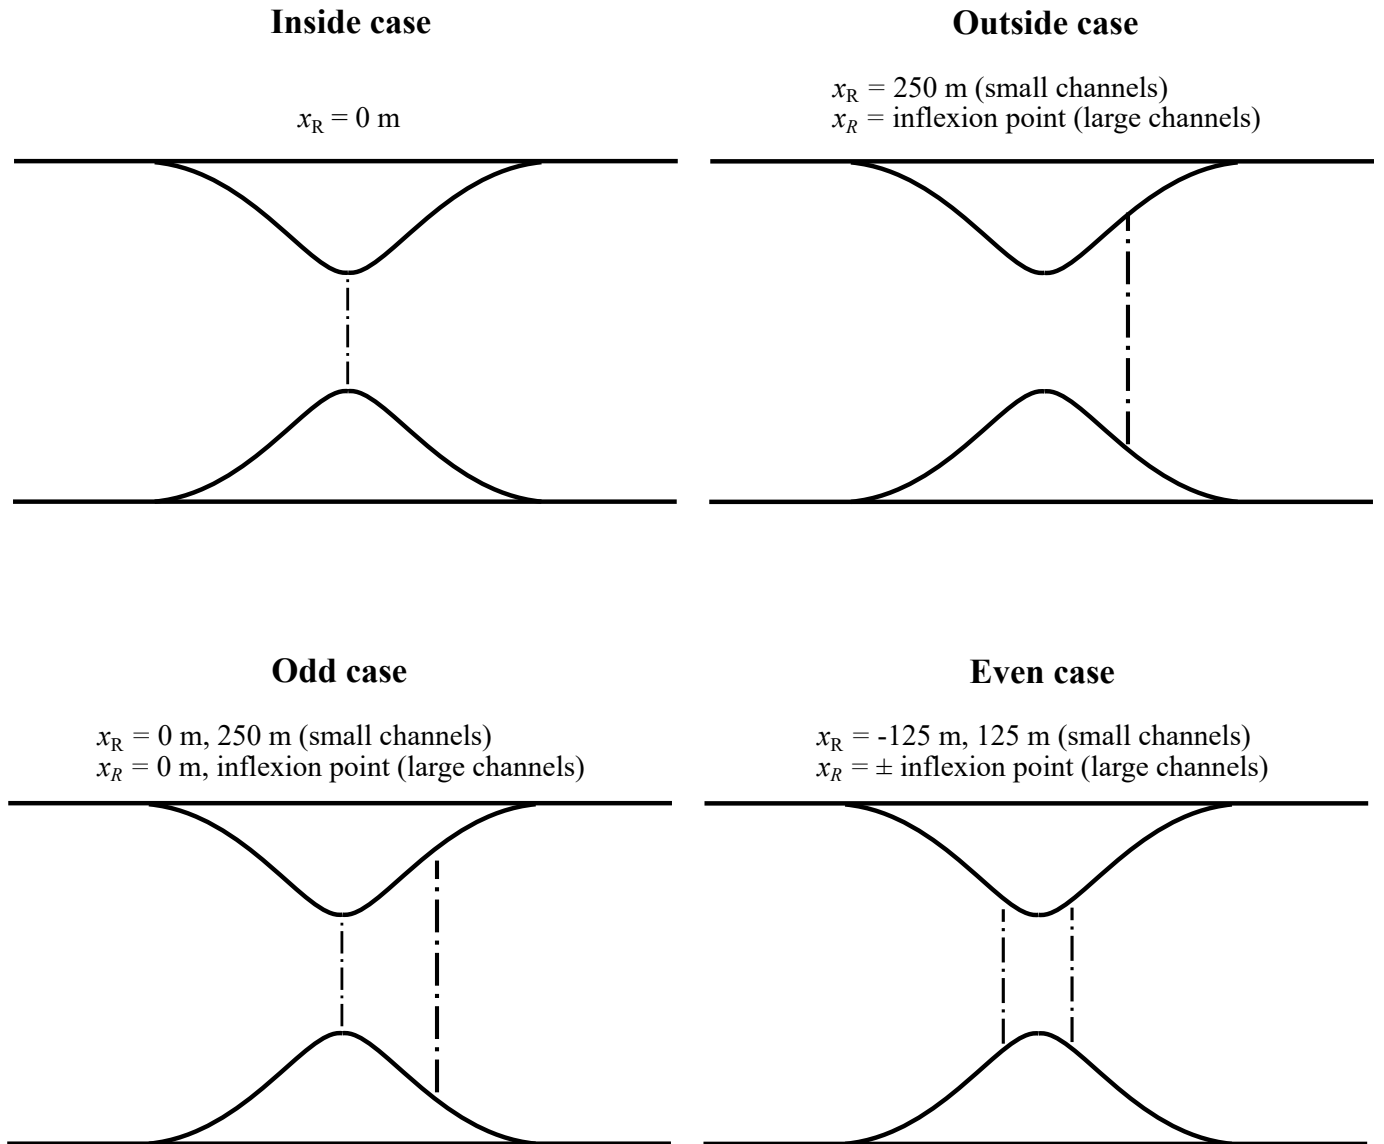 Inside case
x_R = 0 m
Outside case
x_R = 250 m (small channels)
x_R = inflexion point (large channels)
Odd case
x_R = 0 m, 250 m (small channels)
x_R = 0 m, inflexion point (large channels)
Even case
x_R = -125 m, 125 m (small channels)
x_R = ± inflexion point (large channels)